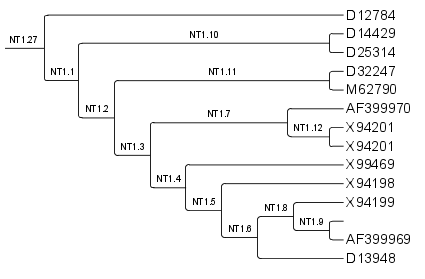 D12784
NT1.27
D14429
NT1.10
D25314
NT1.1
D32247
NT1.11
M62790
NT1.2
AF399970
NT1.7
X94201
NT1.12
X94201
NT1.3
X99469
NT1.4
X94198
NT1.5
X94199
NT1.8
NT1.9
NT1.6
AF399969
D13948